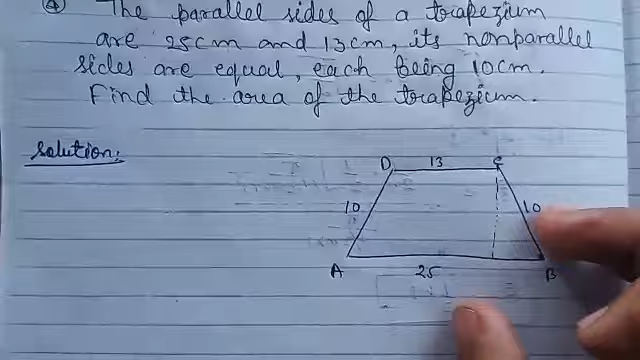 ④ The parallel sides of a trapezium
are 25cm and 13cm, its nonparallel
sides are equal, each being 10cm.
Find the area of the trapezium.
Solution:
D 13 C
10 10
A 25 B